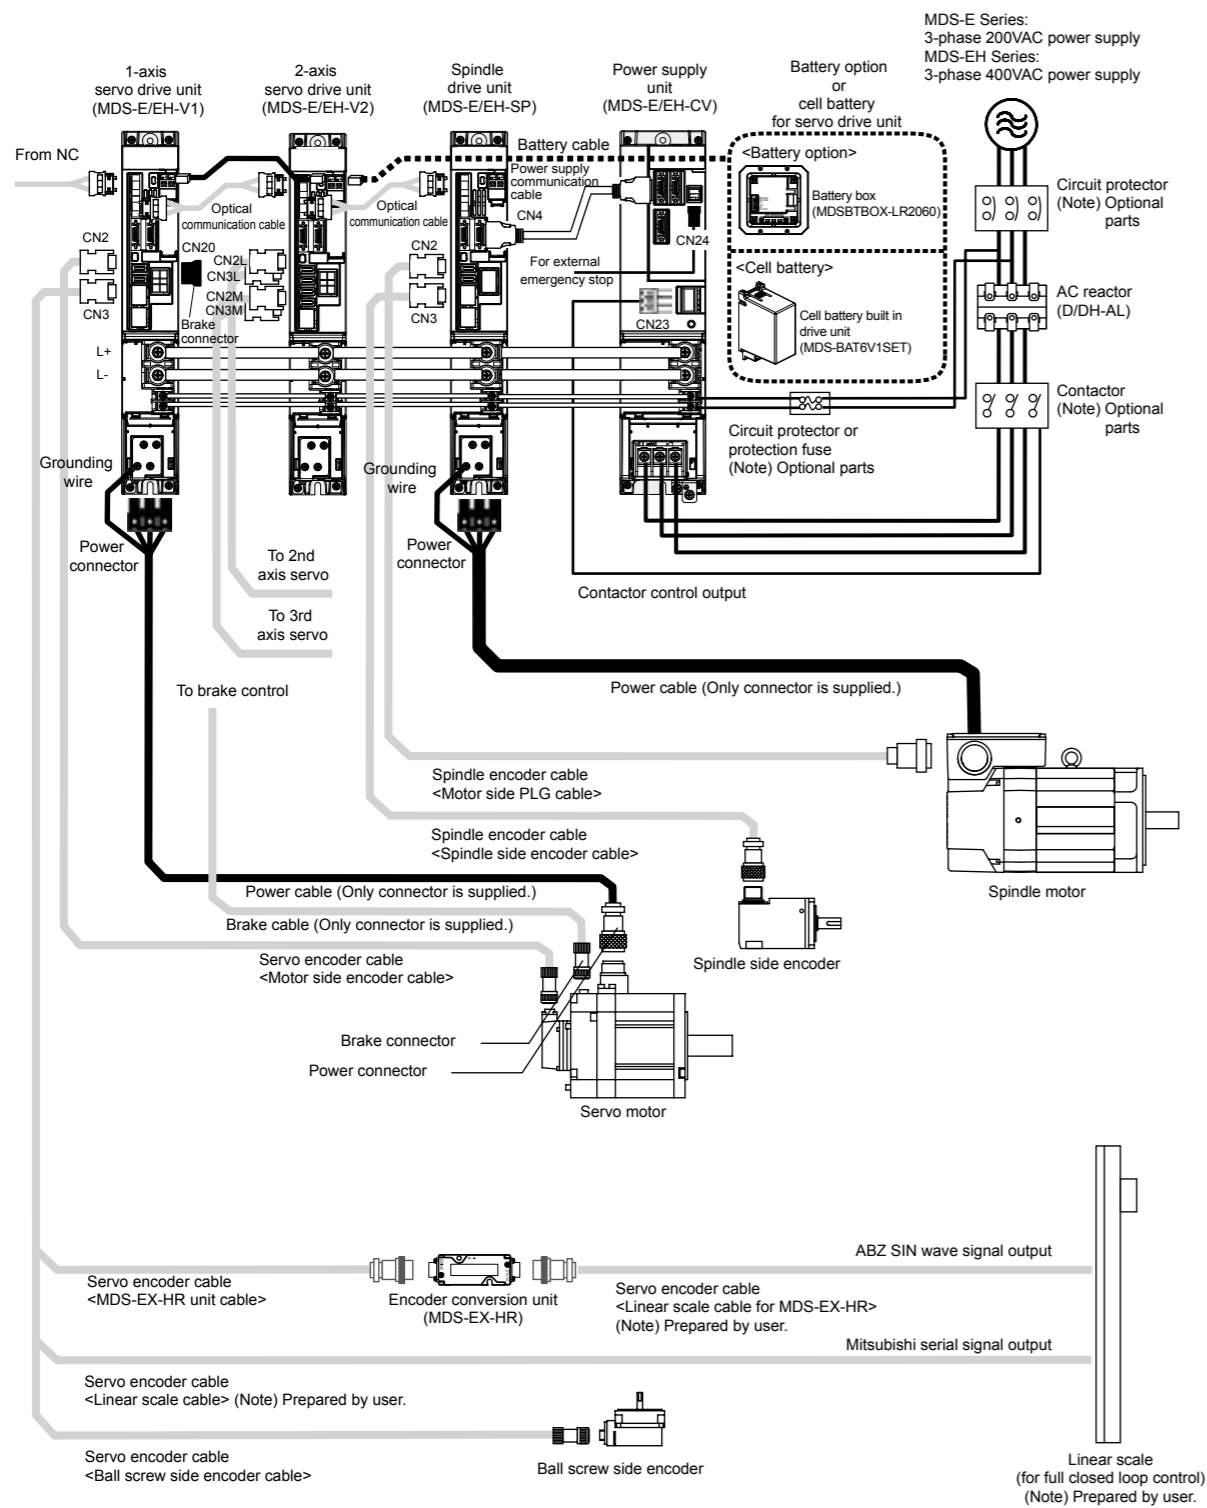 MDS-E Series:
3-phase 200VAC power supply
MDS-EH Series:
3-phase 400VAC power supply
1-axis
servo drive unit
(MDS-E/EH-V1)
2-axis
servo drive unit
(MDS-E/EH-V2)
Spindle
drive unit
(MDS-E/EH-SP)
Power supply
unit
(MDS-E/EH-CV)
Battery option
or
cell battery
for servo drive unit
From NC
Battery cable
<Battery option>
Power supply
communication
cable
Battery box
(MDSBTBOX-LR2060)
Circuit protector
(Note) Optional
parts
Optical
communication cable
Optical
communication cable
CN4
CN2
CN20
CN2L
CN3L
CN2M
CN3M
CN3
Brake
connector
CN2
CN3
CN24
For external
emergency stop
CN23
<Cell battery>
Cell battery built in
drive unit
(MDS-BAT6V1SET)
AC reactor
(D/DH-AL)
L+
L-
Contactor
(Note) Optional
parts
Circuit protector or
protection fuse
(Note) Optional parts
Grounding
wire
Grounding
wire
Power
connector
Power
connector
To 2nd
axis servo
Contactor control output
To 3rd
axis servo
To brake control
Power cable (Only connector is supplied.)
Spindle encoder cable
<Motor side PLG cable>
Spindle encoder cable
<Spindle side encoder cable>
Spindle motor
Power cable (Only connector is supplied.)
Brake cable (Only connector is supplied.)
Servo encoder cable
<Motor side encoder cable>
Spindle side encoder
Brake connector
Power connector
Servo motor
ABZ SIN wave signal output
Servo encoder cable
<MDS-EX-HR unit cable>
Encoder conversion unit
(MDS-EX-HR)
Servo encoder cable
<Linear scale cable for MDS-EX-HR>
(Note) Prepared by user.
Mitsubishi serial signal output
Servo encoder cable
<Linear scale cable> (Note) Prepared by user.
Servo encoder cable
<Ball screw side encoder cable>
Ball screw side encoder
Linear scale
(for full closed loop control)
(Note) Prepared by user.